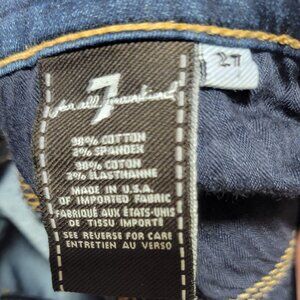 7
for all mankind
27
98% COTTON
2% SPANDEX
98% COTON
2% ELASTHANNE
MADE IN U.S.A.
OF IMPORTED FABRIC
FABRIQUÉ AUX ÉTATS-UNIS
DE TISSU IMPORTÉ
SEE REVERSE FOR CARE
ENTRETIEN AU VERSO